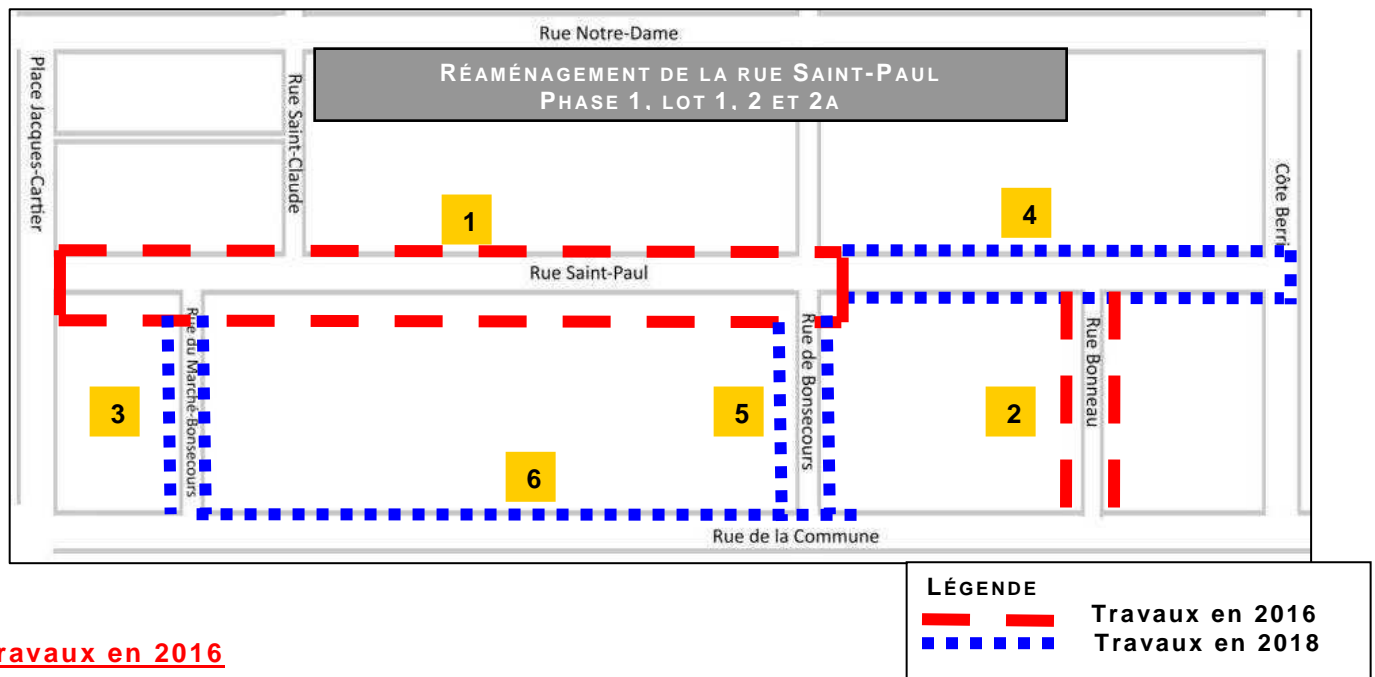 Rue Notre-Dame
RÉAMÉNAGEMENT DE LA RUE SAINT-PAUL
PHASE 1, LOT 1, 2 ET 2A
Place Jacques-Cartier
Rue Saint-Claude
Côte Berri
1
4
Rue Saint-Paul
Rue du Marché-Bonsecours
Rue de Bonsecours
Rue Bonneau
3
5
2
6
Rue de la Commune
LÉGENDE
Travaux en 2016
Travaux en 2018
ravaux en 2016